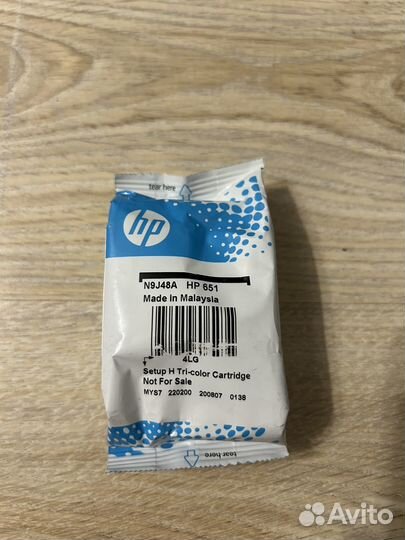 tear here
hp
N9J48A HP 651
Made in Malaysia
4LG
Setup H Tri-color Cartridge
Not For Sale
MYS7 220200 200807 0138
tear here
Avito